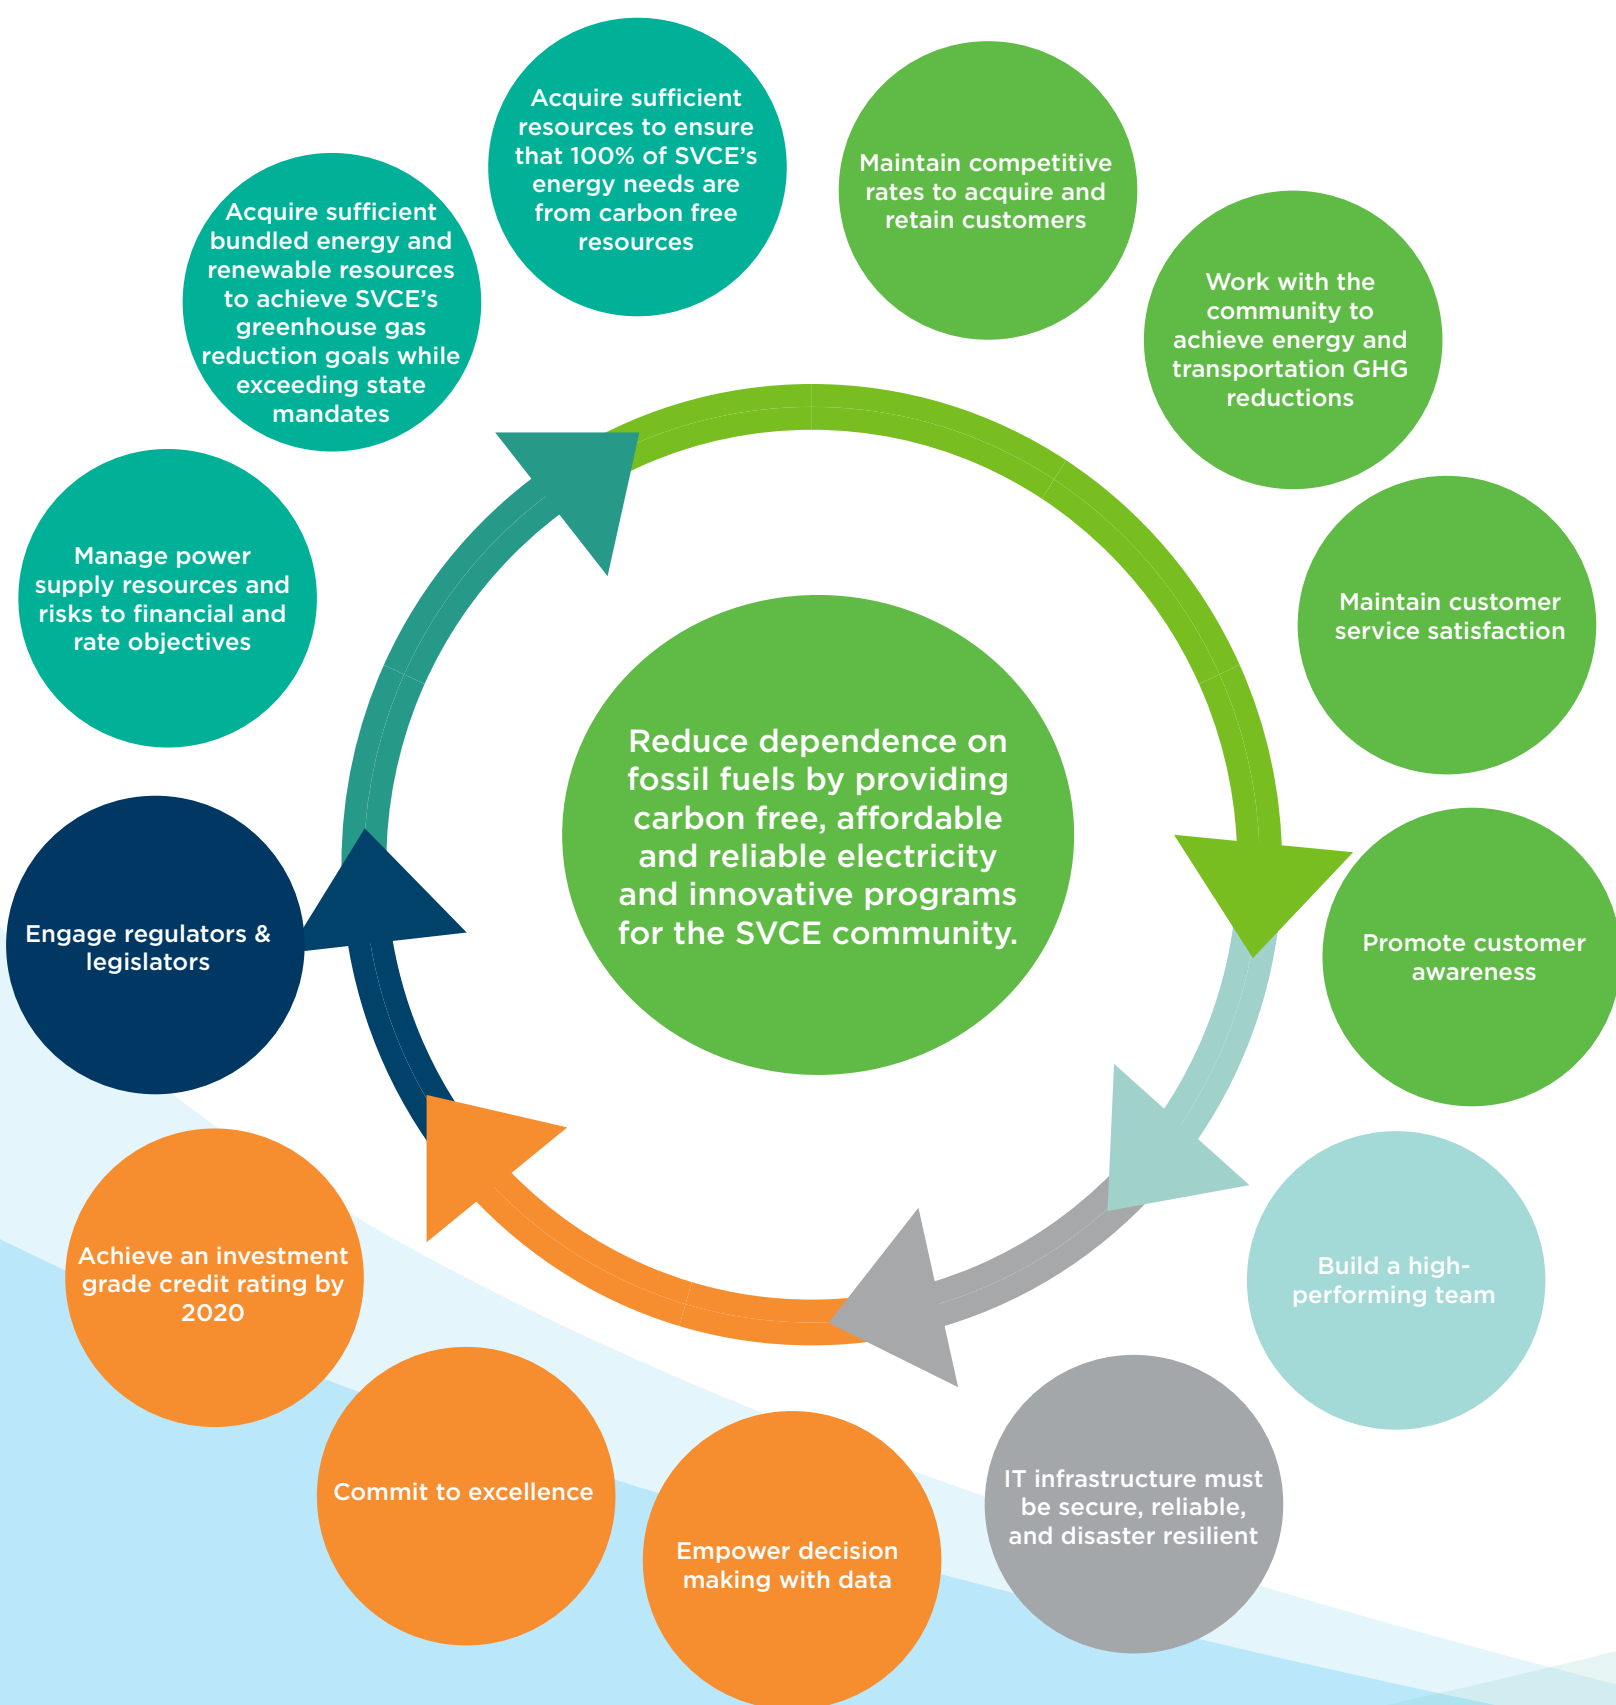 Acquire sufficient
resources to ensure
that 100% of SVCE’s
energy needs are
from carbon free
resources
Maintain competitive
rates to acquire and
retain customers
Work with the
community to
achieve energy and
transportation GHG
reductions
Maintain customer
service satisfaction
Promote customer
awareness
Build a high-
performing team
IT infrastructure must
be secure, reliable,
and disaster resilient
Empower decision
making with data
Commit to excellence
Achieve an investment
grade credit rating by
2020
Engage regulators &
legislators
Manage power
supply resources and
risks to financial and
rate objectives
Acquire sufficient
bundled energy and
renewable resources
to achieve SVCE’s
greenhouse gas
reduction goals while
exceeding state
mandates
Reduce dependence on
fossil fuels by providing
carbon free, affordable
and reliable electricity
and innovative programs
for the SVCE community.